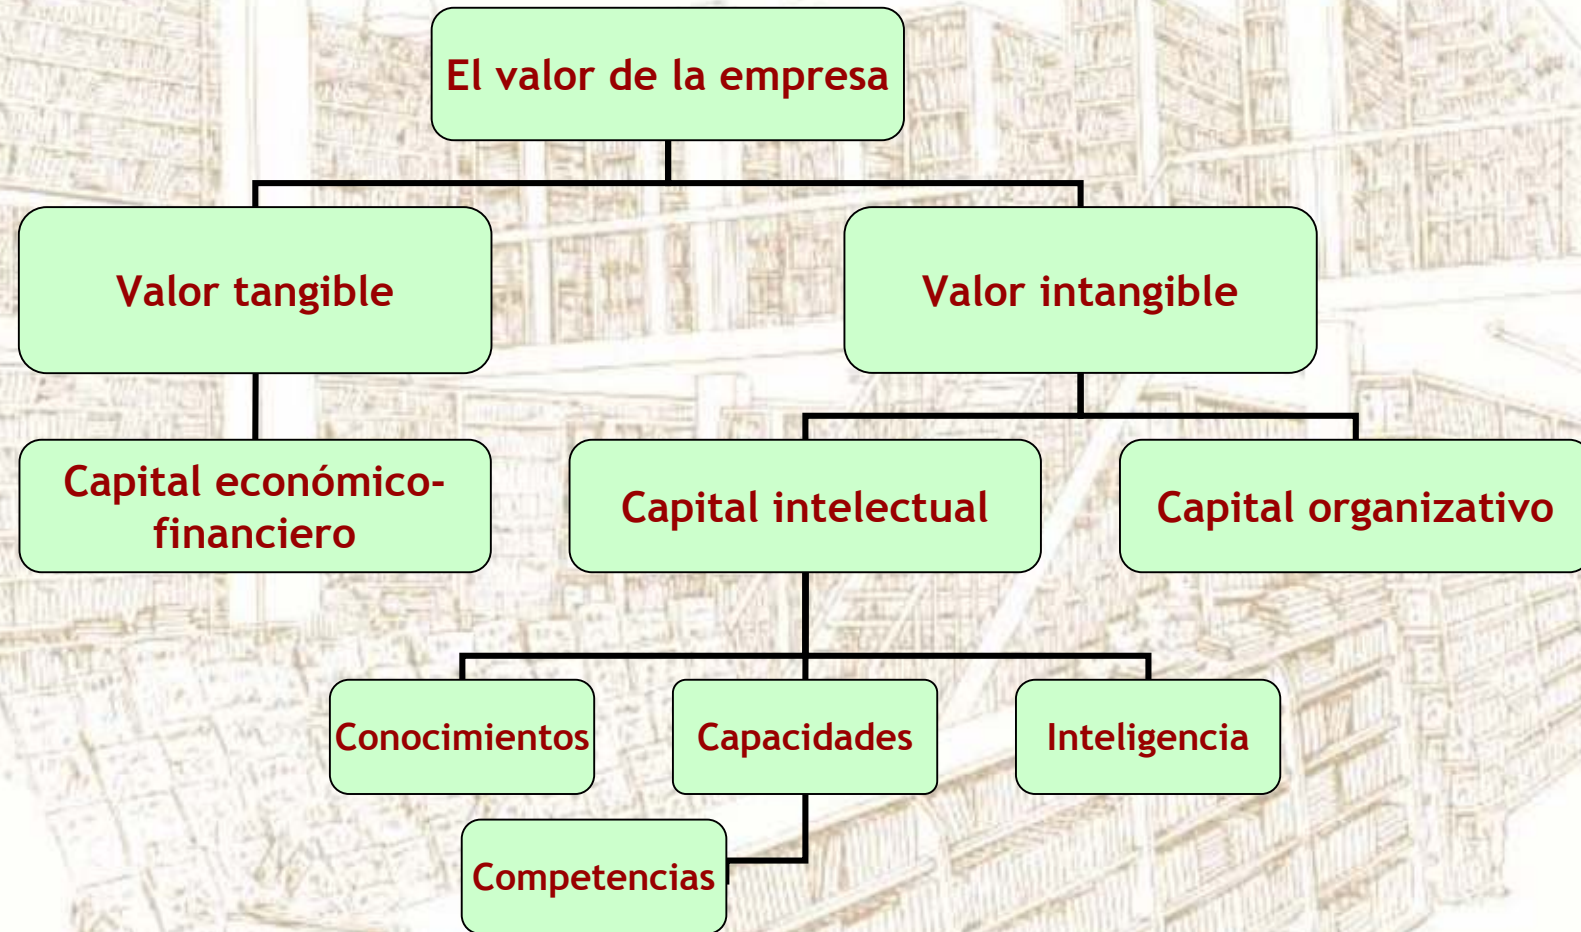 El valor de la empresa
Valor tangible
Valor intangible
Capital económico-
financiero
Capital intelectual
Capital organizativo
Conocimientos
Capacidades
Inteligencia
Competencias